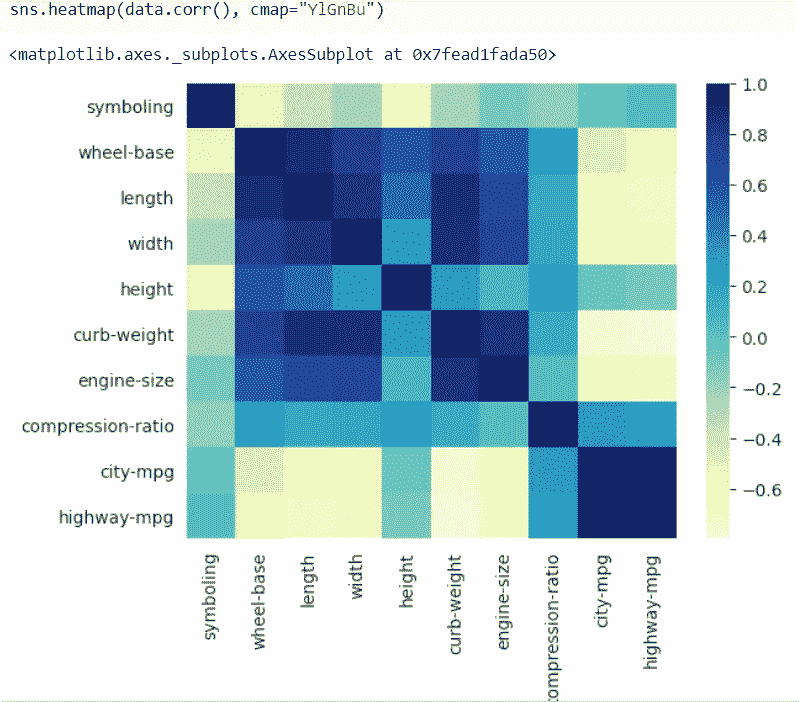 sns.heatmap(data.corr(), cmap="YlGnBu")
<matplotlib.axes._subplots.AxesSubplot at 0x7fead1fada50>
symboling
wheel-base
length
width
height
curb-weight
engine-size
compression-ratio
city-mpg
highway-mpg
1.0
0.8
0.6
0.4
0.2
0.0
−0.2
−0.4
−0.6
symboling
wheel-base
length
width
height
curb-weight
engine-size
ompression-ratio
city-mpg
highway-mpg